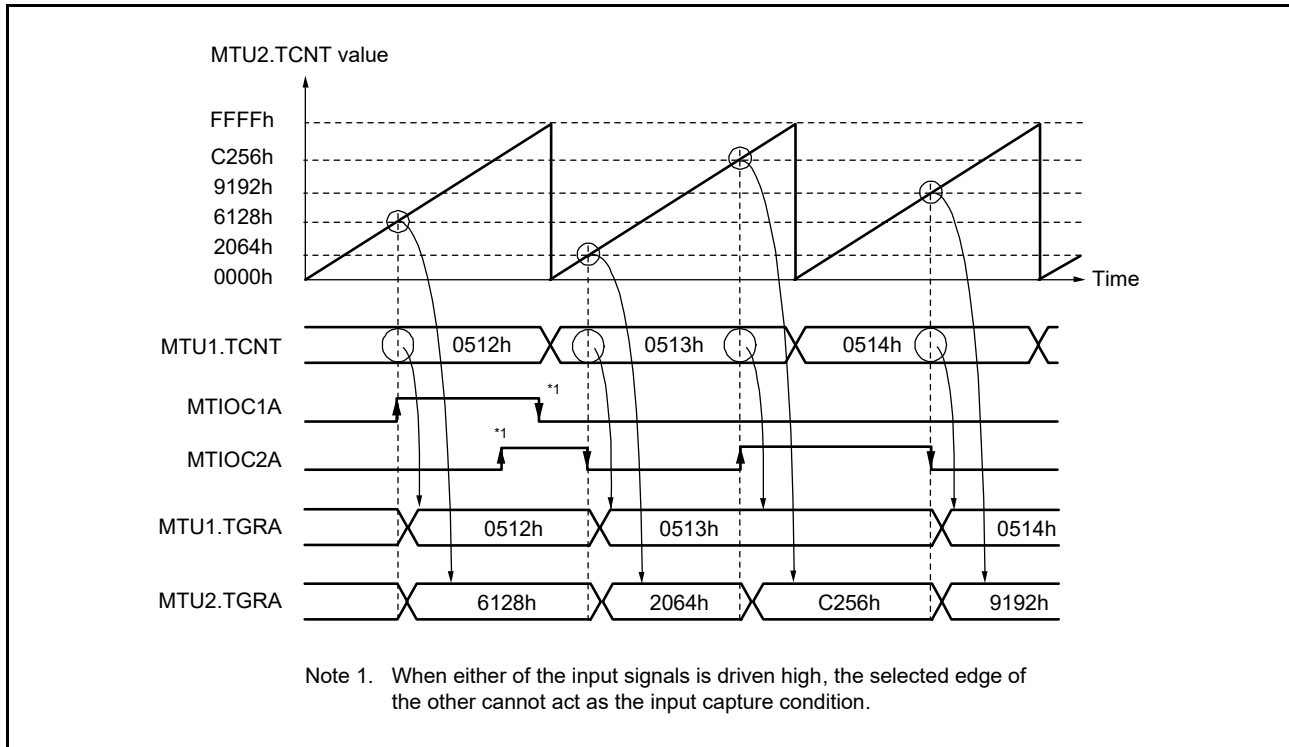 MTU2.TCNT value
FFFFh
C256h
9192h
6128h
2064h
0000h
Time
MTU1.TCNT 0512h 0513h 0514h
MTIOC1A *1
MTIOC2A *1
MTU1.TGRA 0512h 0513h 0514h
MTU2.TGRA 6128h 2064h C256h 9192h
Note 1. When either of the input signals is driven high, the selected edge of
the other cannot act as the input capture condition.